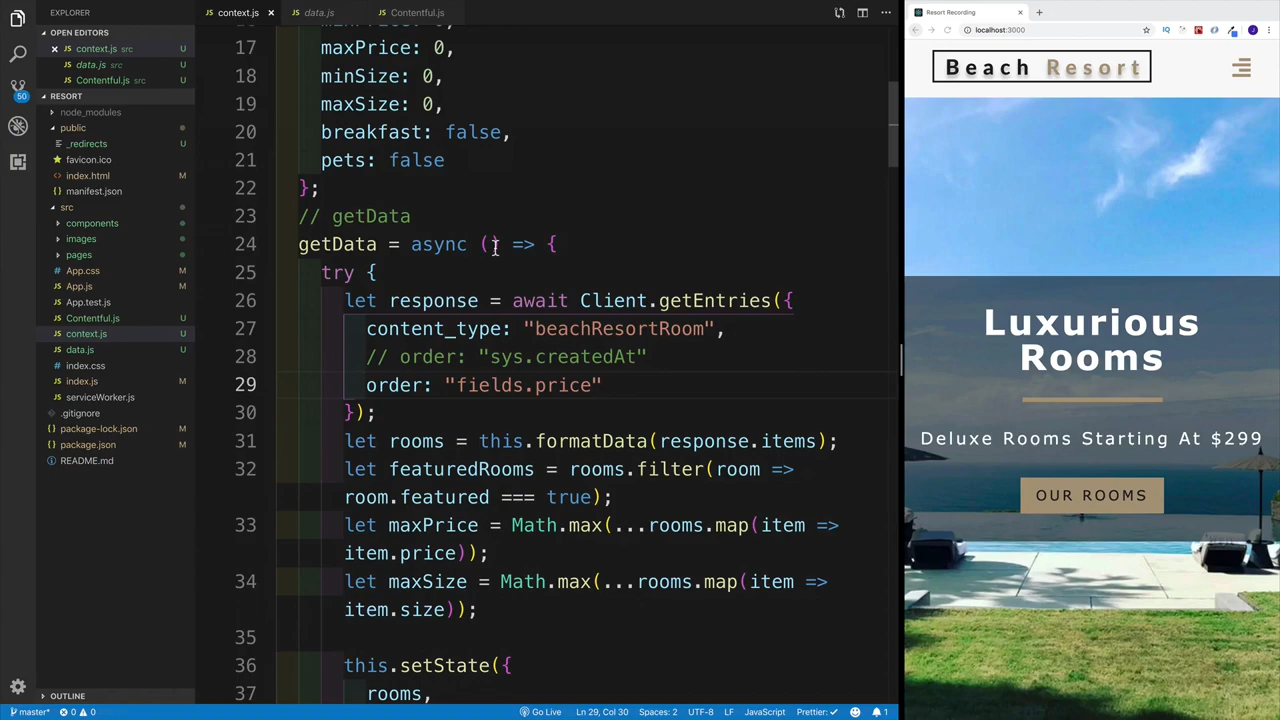 EXPLORER
OPEN EDITORS
context.js src U
data.js src U
Contentful.js src U
RESORT
node_modules
public
_redirects U
favicon.ico
index.html M
manifest.json
src
components
images
pages
App.css M
App.js M
App.test.js
Contentful.js U
context.js U
data.js U
index.css
index.js M
serviceWorker.js
.gitignore
package-lock.json M
package.json M
README.md
OUTLINE
50
context.js
data.js
Contentful.js
17 maxPrice: 0,
18 minSize: 0,
19 maxSize: 0,
20 breakfast: false,
21 pets: false
22 };
23 // getData
24 getData = async () => {
25 try {
26 let response = await Client.getEntries({
27 content_type: "beachResortRoom",
28 // order: "sys.createdAt"
29 order: "fields.price"
30 });
31 let rooms = this.formatData(response.items);
32 let featuredRooms = rooms.filter(room =>
room.featured === true);
33 let maxPrice = Math.max(...rooms.map(item =>
item.price));
34 let maxSize = Math.max(...rooms.map(item =>
item.size));
35
36 this.setState({
37 rooms,
master* 0 0 Go Live Ln 29, Col 30 Spaces: 2 UTF-8 LF JavaScript Prettier: ✓ 1
Resort Recording
localhost:3000
Beach Resort
Luxurious
Rooms
Deluxe Rooms Starting At $299
OUR ROOMS